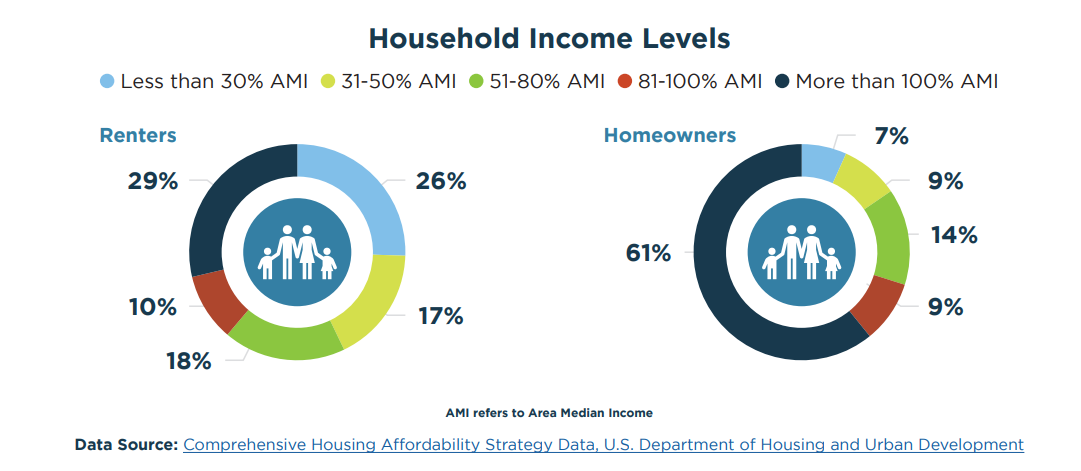 Household Income Levels
Less than 30% AMI 31-50% AMI 51-80% AMI 81-100% AMI More than 100% AMI
Renters
29%
26%
10%
17%
18%
Homeowners
7%
9%
14%
61%
9%
AMI refers to Area Median Income
Data Source: Comprehensive Housing Affordability Strategy Data, U.S. Department of Housing and Urban Development